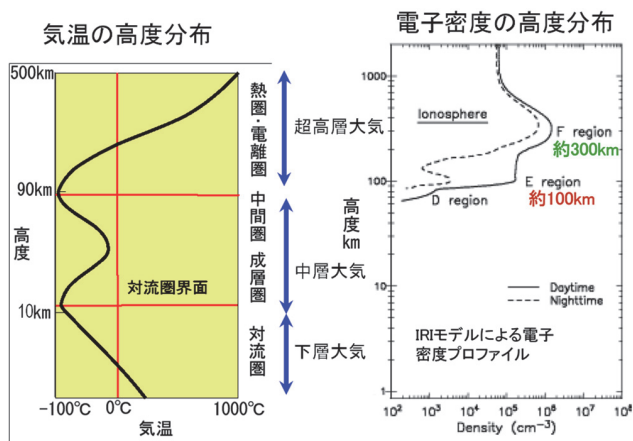 気温の高度分布
500km
90km
10km
高度
-100℃
0℃
1000℃
気温
対流圏界面
熱圏・電離圏
中間圏
成層圏
対流圏
超高層大気
中層大気
下層大気
電子密度の高度分布
高度
km
1000
100
10
1
Ionosphere
F region
約300km
E region
約100km
D region
Daytime
Nighttime
IRIモデルによる電子
密度プロファイル
10² 10³ 10⁴ 10⁵ 10⁶ 10⁷
Density (cm⁻³)